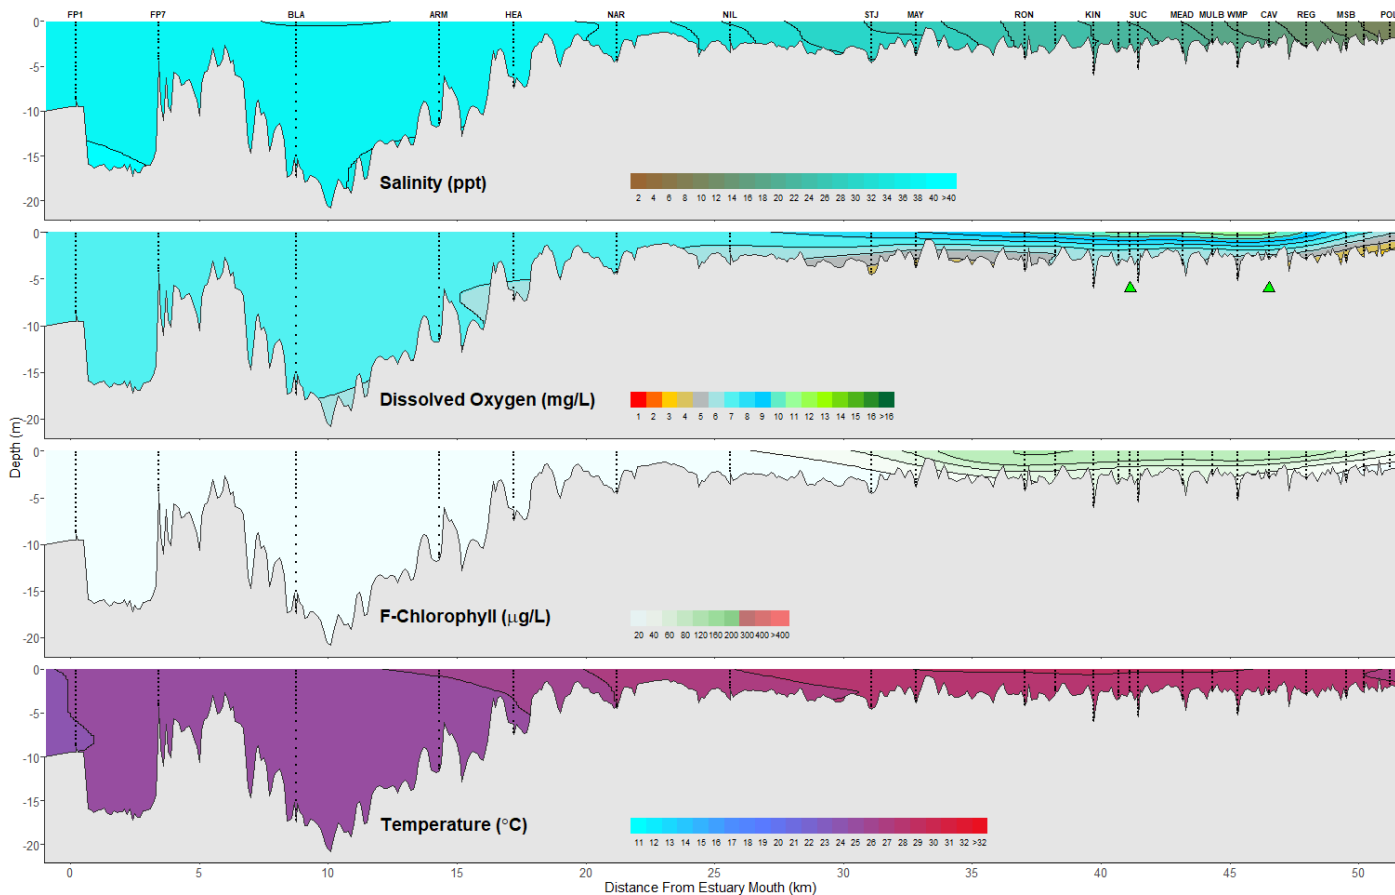 FP1 FP7 BLA ARM HEA NAR NIL STJ MAY RON KIN SUC MEAD MULB WMP CAV REG MSB POI
0
-5
-10
-15
-20
Salinity (ppt)
2 4 6 8 10 12 14 16 18 20 22 24 26 28 30 32 34 36 38 40 >40
0
-5
-10
-15
-20
Dissolved Oxygen (mg/L)
1 2 3 4 5 6 7 8 9 10 11 12 13 14 15 16 >16
Depth (m)
0
-5
-10
-15
-20
F-Chlorophyll (μg/L)
20 40 60 80 120 160 200 300 400 >400
0
-5
-10
-15
-20
Temperature (°C)
11 12 13 14 15 16 17 18 19 20 21 22 23 24 25 26 27 28 29 30 31 32 >32
0 5 10 15 20 25 30 35 40 45 50
Distance From Estuary Mouth (km)